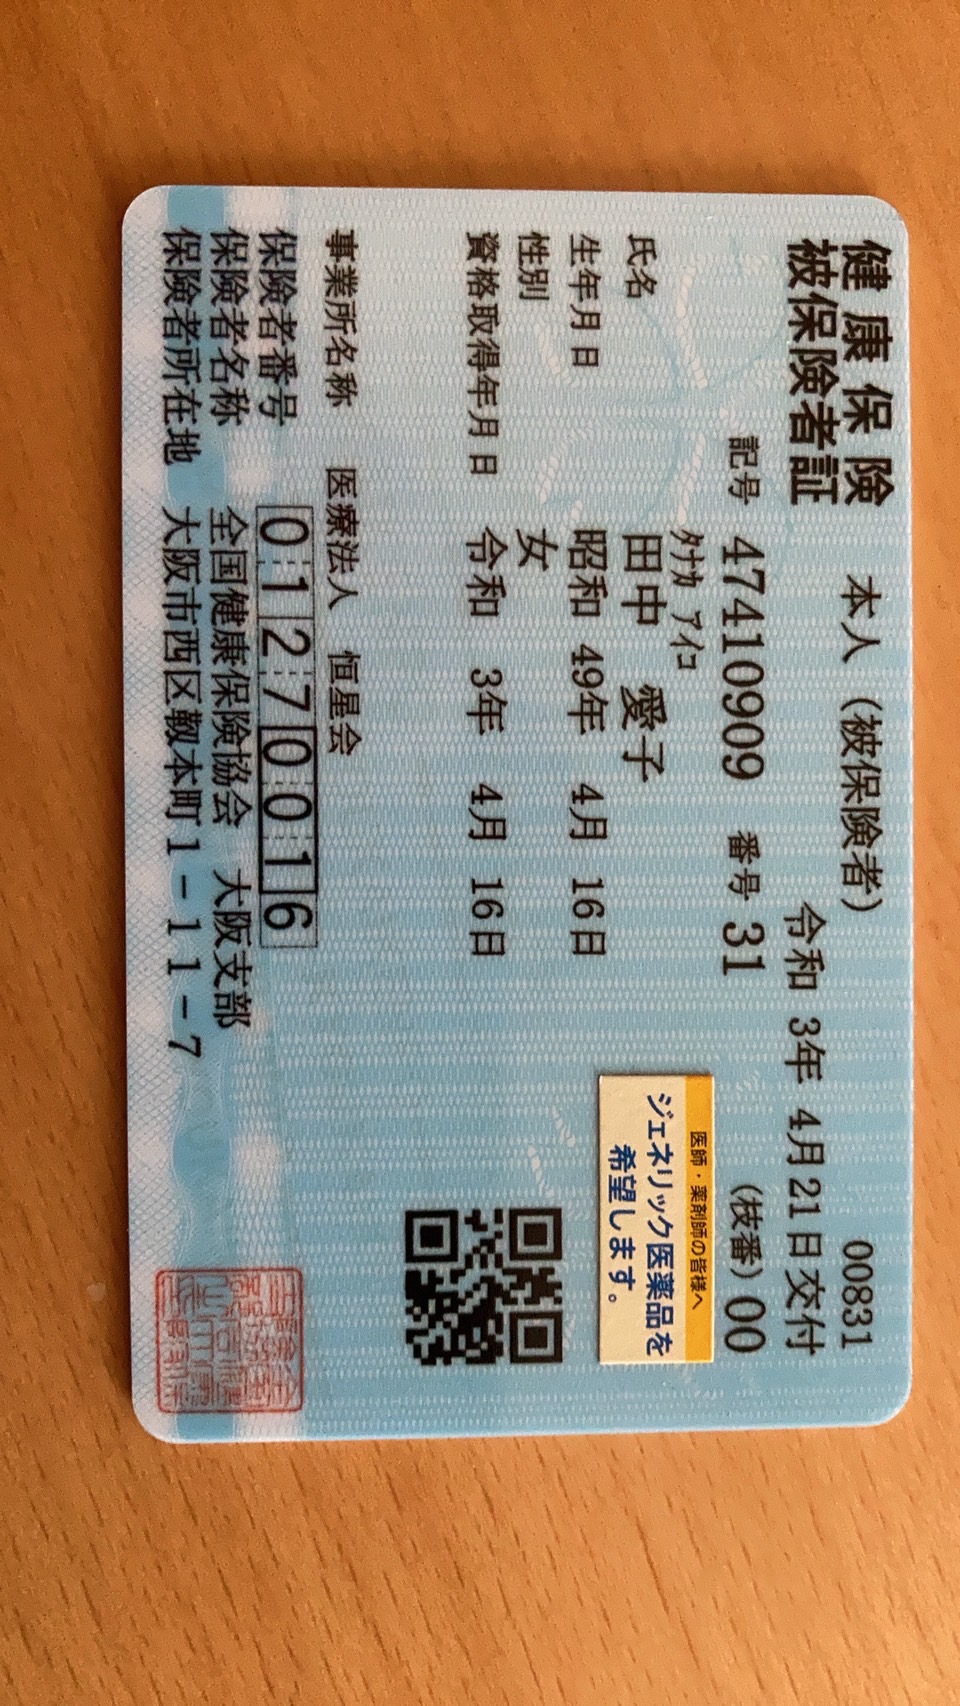 健康保険 本人（被保険者） 00831
被保険者証 令和 3年 4月21日交付
記号 47410909 番号 31 (枝番) 00
ﾀﾅｶ ｱｲｺ
氏名 田中 愛子
生年月日 昭和 49年 4月 16日
性別 女
資格取得年月日 令和 3年 4月 16日
医師・薬剤師の皆様へ
ジェネリック医薬品を
希望します。
事業所名称 医療法人 恒星会
保険者番号 01270016
保険者名称 全国健康保険協会 大阪支部
保険者所在地 大阪市西区靱本町1-11-7